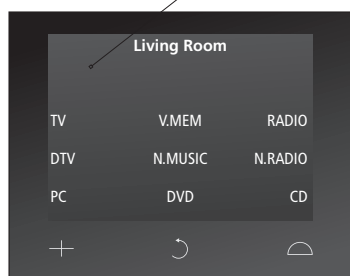 Living Room
TV V.MEM RADIO
DTV N.MUSIC N.RADIO
PC DVD CD